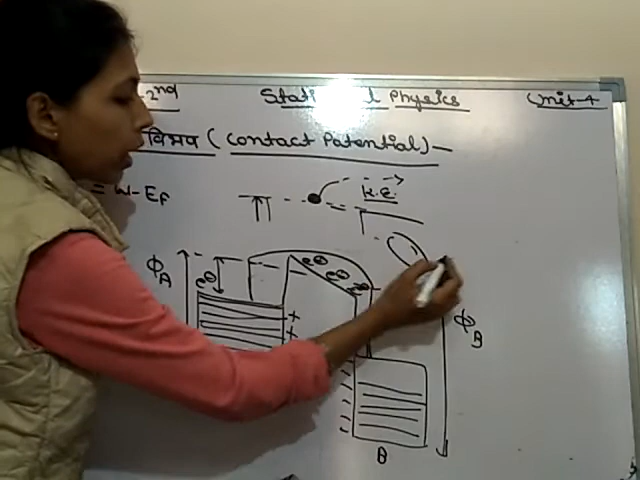 2nd Statistical Physics Unit-4
विभव (Contact Potential) —
= W - EF
K.E.
ϕA
e⊖
e⊖
e⊖
e⊖
+
+
ϕB
B